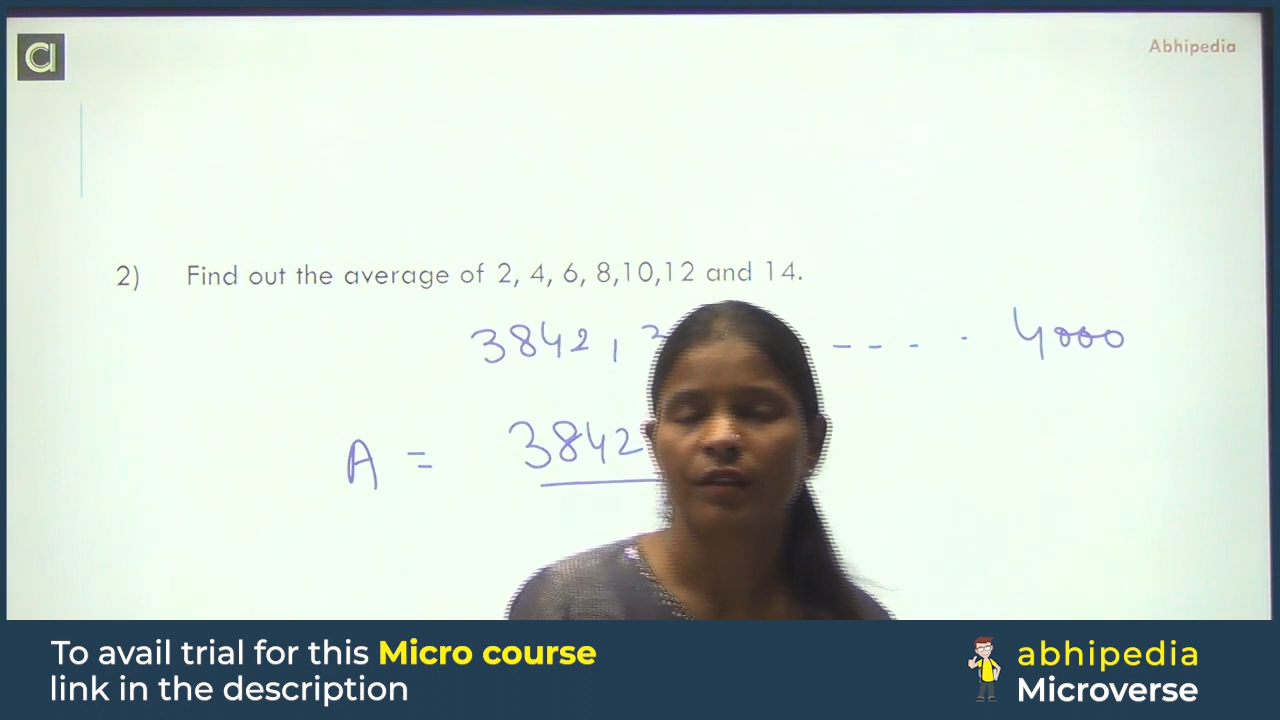 Abhipedia
2) Find out the average of 2, 4, 6, 8,10,12 and 14.
3842, - - - - . 4000
A = 3842
To avail trial for this Micro course
link in the description
abhipedia
Microverse